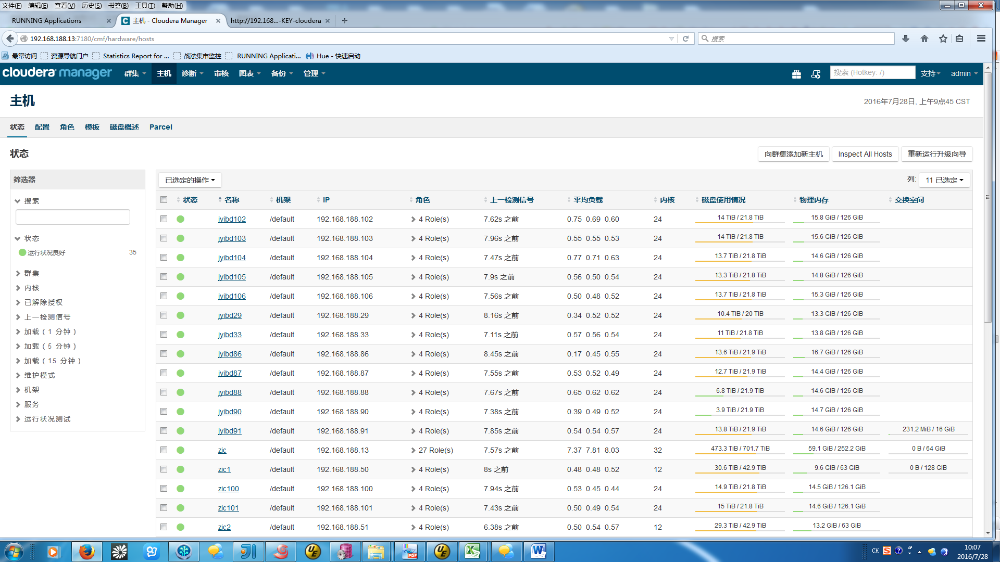 文件(F) 编辑(E) 查看(V) 历史(S) 书签(B) 工具(T) 帮助(H)
RUNNING Applications 主机 - Cloudera Manager http://192.168...-KEY-cloudera
192.168.188.13:7180/cmf/hardware/hosts 搜索
最常访问 资源导航门户 Statistics Report for ... 战法集市监控 RUNNING Applicati... Hue - 快速启动
cloudera manager 群集 主机 诊断 审核 图表 备份 管理 搜索 (Hotkey: /) 支持 admin
主机 2016年7月28日, 上午9点45 CST
状态 配置 角色 模板 磁盘概述 Parcel
状态 向群集添加新主机 Inspect All Hosts 重新运行升级向导
筛选器
搜索
状态
运行状况良好 35
群集
内核
已解除授权
上一检测信号
加载 ( 1 分钟 )
加载 ( 5 分钟 )
加载 ( 15 分钟 )
维护模式
机架
服务
运行状况测试
已选定的操作 列: 11 已选定
状态 名称 机架 IP 角色 上一检测信号 平均负载 内核 磁盘使用情况 物理内存 交换空间
jyibd102 /default 192.168.188.102 4 Role(s) 7.62s 之前 0.75 0.69 0.60 24 14 TiB / 21.8 TiB 15.8 GiB / 126 GiB
jyibd103 /default 192.168.188.103 4 Role(s) 7.96s 之前 0.55 0.55 0.53 24 14 TiB / 21.8 TiB 15.6 GiB / 126 GiB
jyibd104 /default 192.168.188.104 4 Role(s) 7.47s 之前 0.77 0.71 0.63 24 13.7 TiB / 21.8 TiB 14.6 GiB / 126 GiB
jyibd105 /default 192.168.188.105 4 Role(s) 7.9s 之前 0.56 0.50 0.54 24 13.3 TiB / 21.8 TiB 14.8 GiB / 126 GiB
jyibd106 /default 192.168.188.106 4 Role(s) 7.56s 之前 0.50 0.48 0.52 24 13.7 TiB / 21.8 TiB 15.3 GiB / 126 GiB
jyibd29 /default 192.168.188.29 4 Role(s) 8.16s 之前 0.34 0.52 0.52 24 10.4 TiB / 20 TiB 13.3 GiB / 126 GiB
jyibd33 /default 192.168.188.33 4 Role(s) 7.11s 之前 0.57 0.56 0.54 24 11 TiB / 21.8 TiB 13.8 GiB / 126 GiB
jyibd86 /default 192.168.188.86 4 Role(s) 8.45s 之前 0.17 0.45 0.55 24 13.6 TiB / 21.9 TiB 16.7 GiB / 126 GiB
jyibd87 /default 192.168.188.87 4 Role(s) 7.55s 之前 0.53 0.52 0.49 24 12.7 TiB / 21.9 TiB 14.4 GiB / 126 GiB
jyibd88 /default 192.168.188.88 4 Role(s) 7.67s 之前 0.65 0.62 0.62 24 6.8 TiB / 21.9 TiB 14.6 GiB / 126 GiB
jyibd90 /default 192.168.188.90 4 Role(s) 7.38s 之前 0.39 0.49 0.52 24 3.9 TiB / 21.9 TiB 14.7 GiB / 126 GiB
jyibd91 /default 192.168.188.91 4 Role(s) 7.85s 之前 0.54 0.54 0.57 24 13.8 TiB / 21.9 TiB 14.6 GiB / 126 GiB 231.2 MiB / 16 GiB
zic /default 192.168.188.13 27 Role(s) 7.57s 之前 7.37 7.81 8.03 32 473.3 TiB / 701.7 TiB 59.1 GiB / 252.2 GiB 0 B / 64 GiB
zic1 /default 192.168.188.50 4 Role(s) 8s 之前 0.48 0.48 0.52 12 30.6 TiB / 42.9 TiB 9.6 GiB / 63 GiB 0 B / 128 GiB
zic100 /default 192.168.188.100 4 Role(s) 7.94s 之前 0.53 0.45 0.44 24 14.9 TiB / 21.8 TiB 14.5 GiB / 126.1 GiB
zic101 /default 192.168.188.101 4 Role(s) 7.43s 之前 0.50 0.49 0.54 24 15 TiB / 21.8 TiB 14.6 GiB / 126.1 GiB
zic2 /default 192.168.188.51 4 Role(s) 6.38s 之前 0.50 0.54 0.57 12 29.3 TiB / 42.9 TiB 13.2 GiB / 63 GiB
CH 10:07
2016/7/28